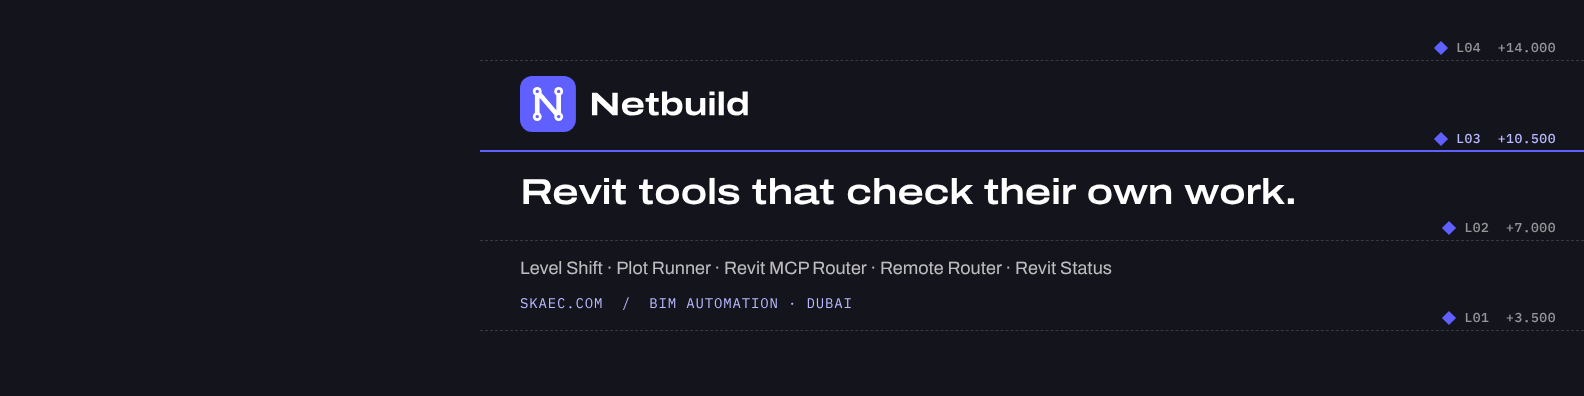 L04 +14.000
Netbuild
L03 +10.500
Revit tools that check their own work.
L02 +7.000
Level Shift · Plot Runner · Revit MCP Router · Remote Router · Revit Status
SKAEC.COM / BIM AUTOMATION · DUBAI
L01 +3.500